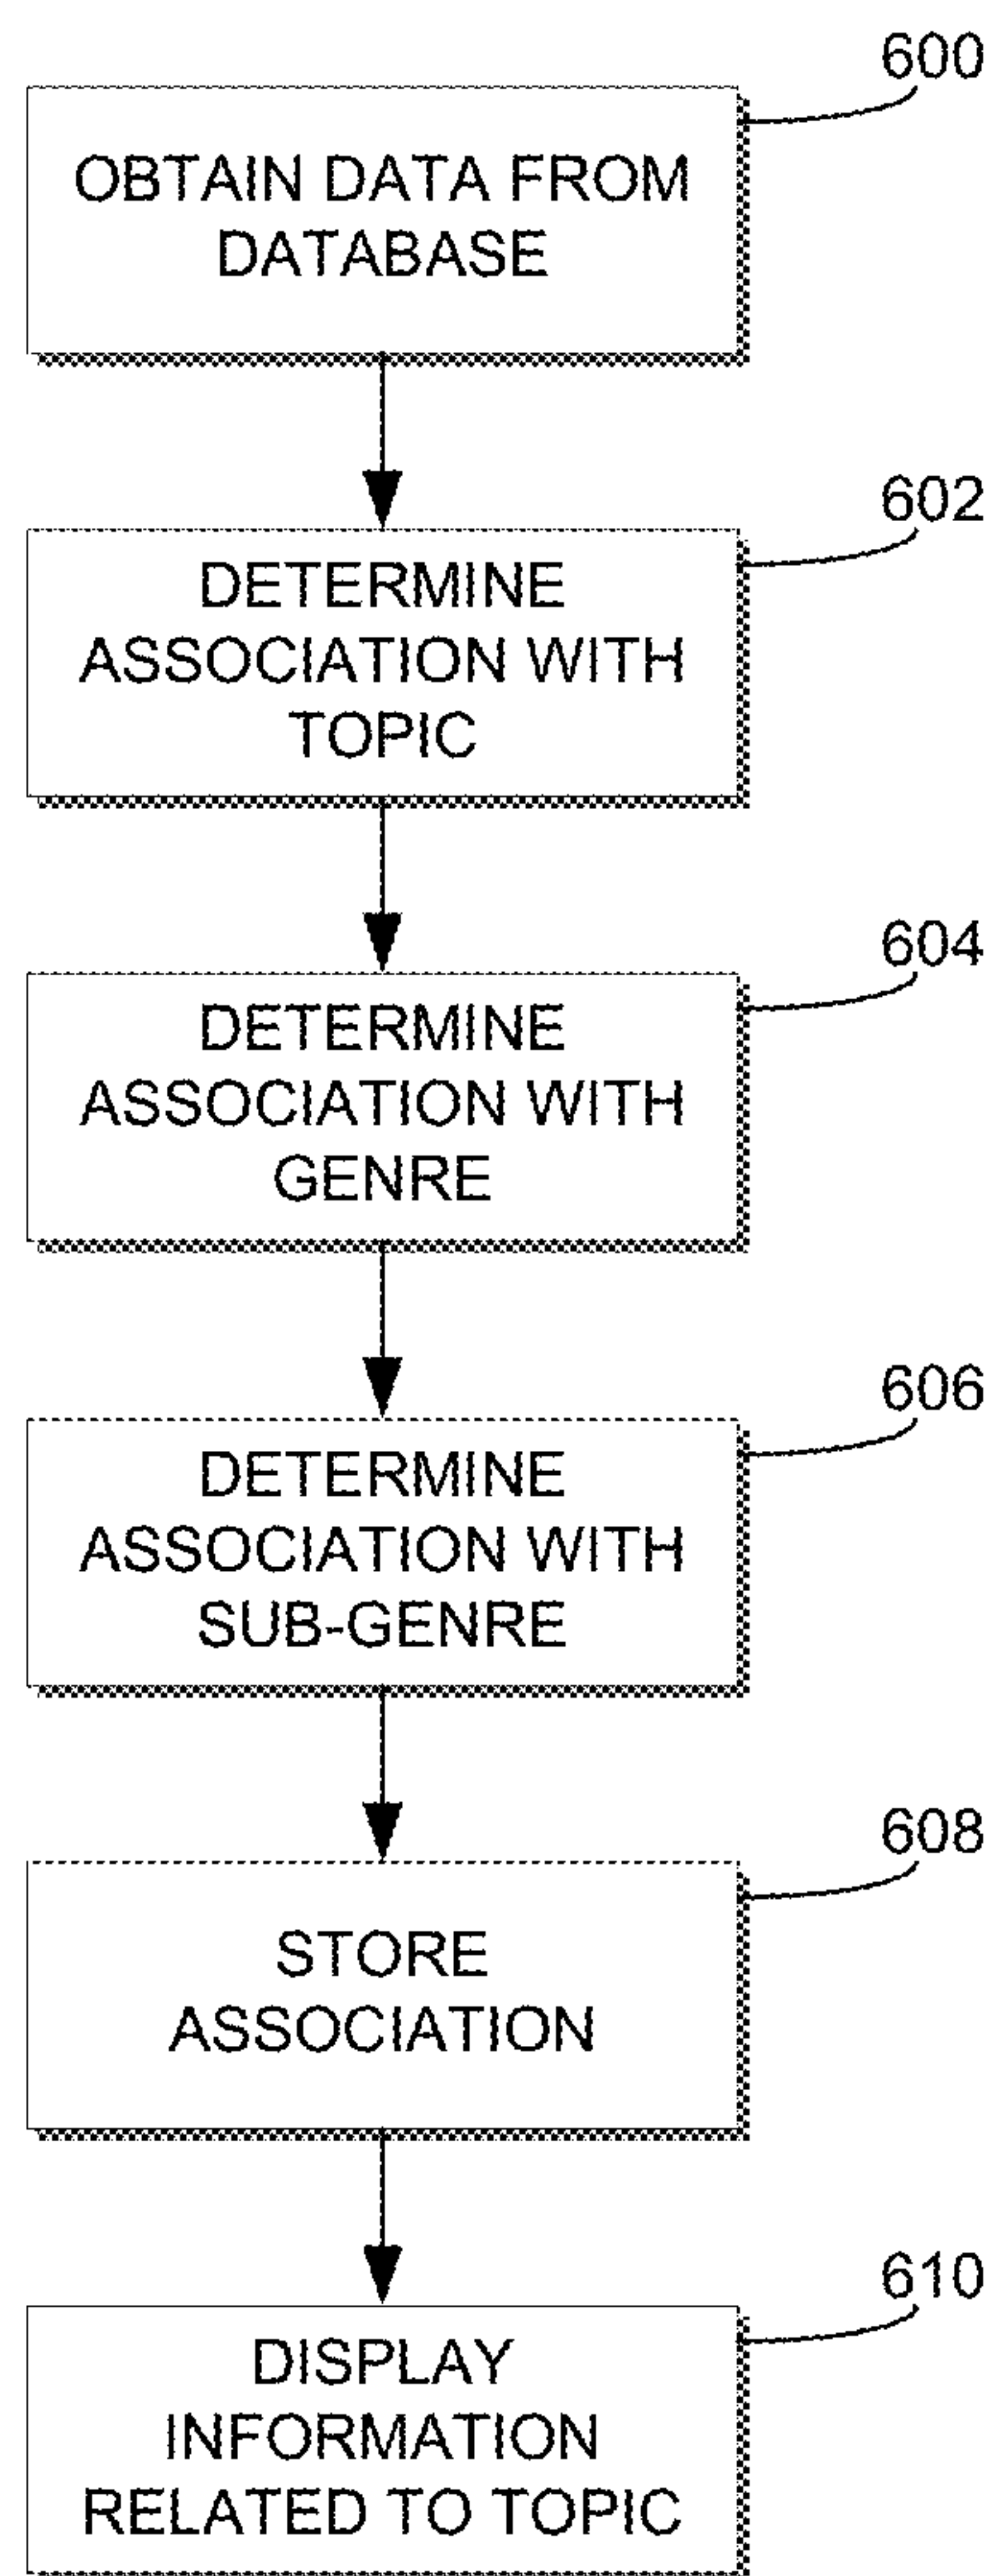 600
OBTAIN DATA FROM
DATABASE
602
DETERMINE
ASSOCIATION WITH
TOPIC
604
DETERMINE
ASSOCIATION WITH
GENRE
606
DETERMINE
ASSOCIATION WITH
SUB-GENRE
608
STORE
ASSOCIATION
610
DISPLAY
INFORMATION
RELATED TO TOPIC